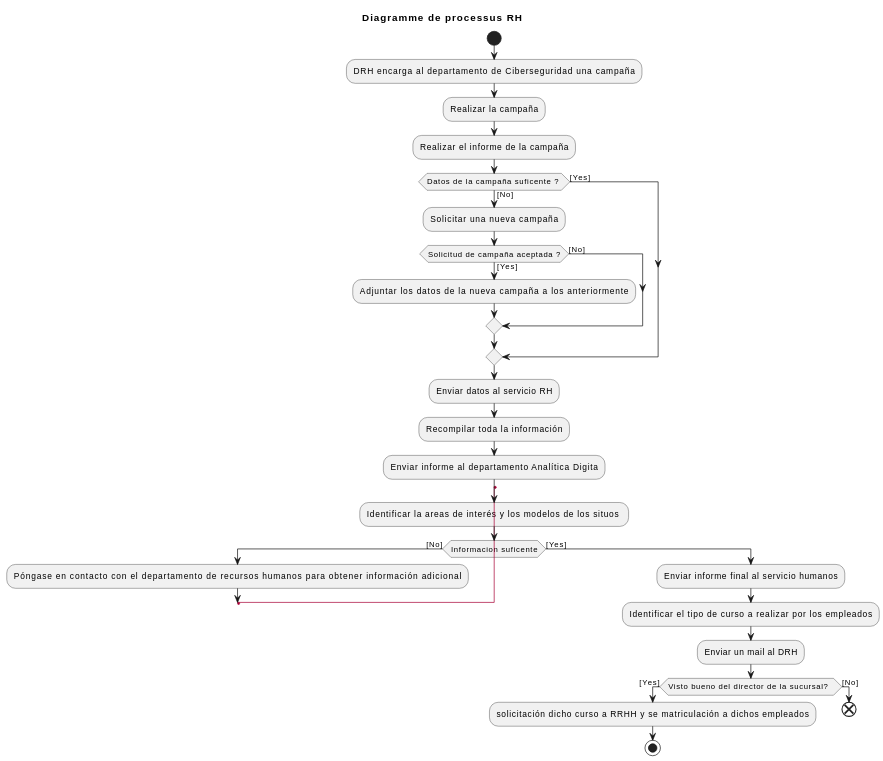 Diagramme de processus RH
DRH encarga al departamento de Ciberseguridad una campaña
Realizar la campaña
Realizar el informe de la campaña
Datos de la campaña suficente ?
[Yes]
[No]
Solicitar una nueva campaña
Solicitud de campaña aceptada ?
[No]
[Yes]
Adjuntar los datos de la nueva campaña a los anteriormente
Enviar datos al servicio RH
Recompilar toda la información
Enviar informe al departamento Analítica Digita
Identificar la areas de interés y los modelos de los situos
[No]
Informacion suficente
[Yes]
Póngase en contacto con el departamento de recursos humanos para obtener información adicional
Enviar informe final al servicio humanos
Identificar el tipo de curso a realizar por los empleados
Enviar un mail al DRH
[Yes]
Visto bueno del director de la sucursal?
[No]
solicitación dicho curso a RRHH y se matriculación a dichos empleados